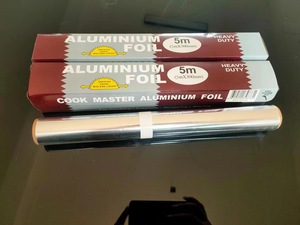 ALUMINIUM
FOIL
5m
HEAVY
DUTY
ALUMINIUM
FOIL
5m
HEAVY
DUTY
COOK MASTER ALUMINIUM FOIL